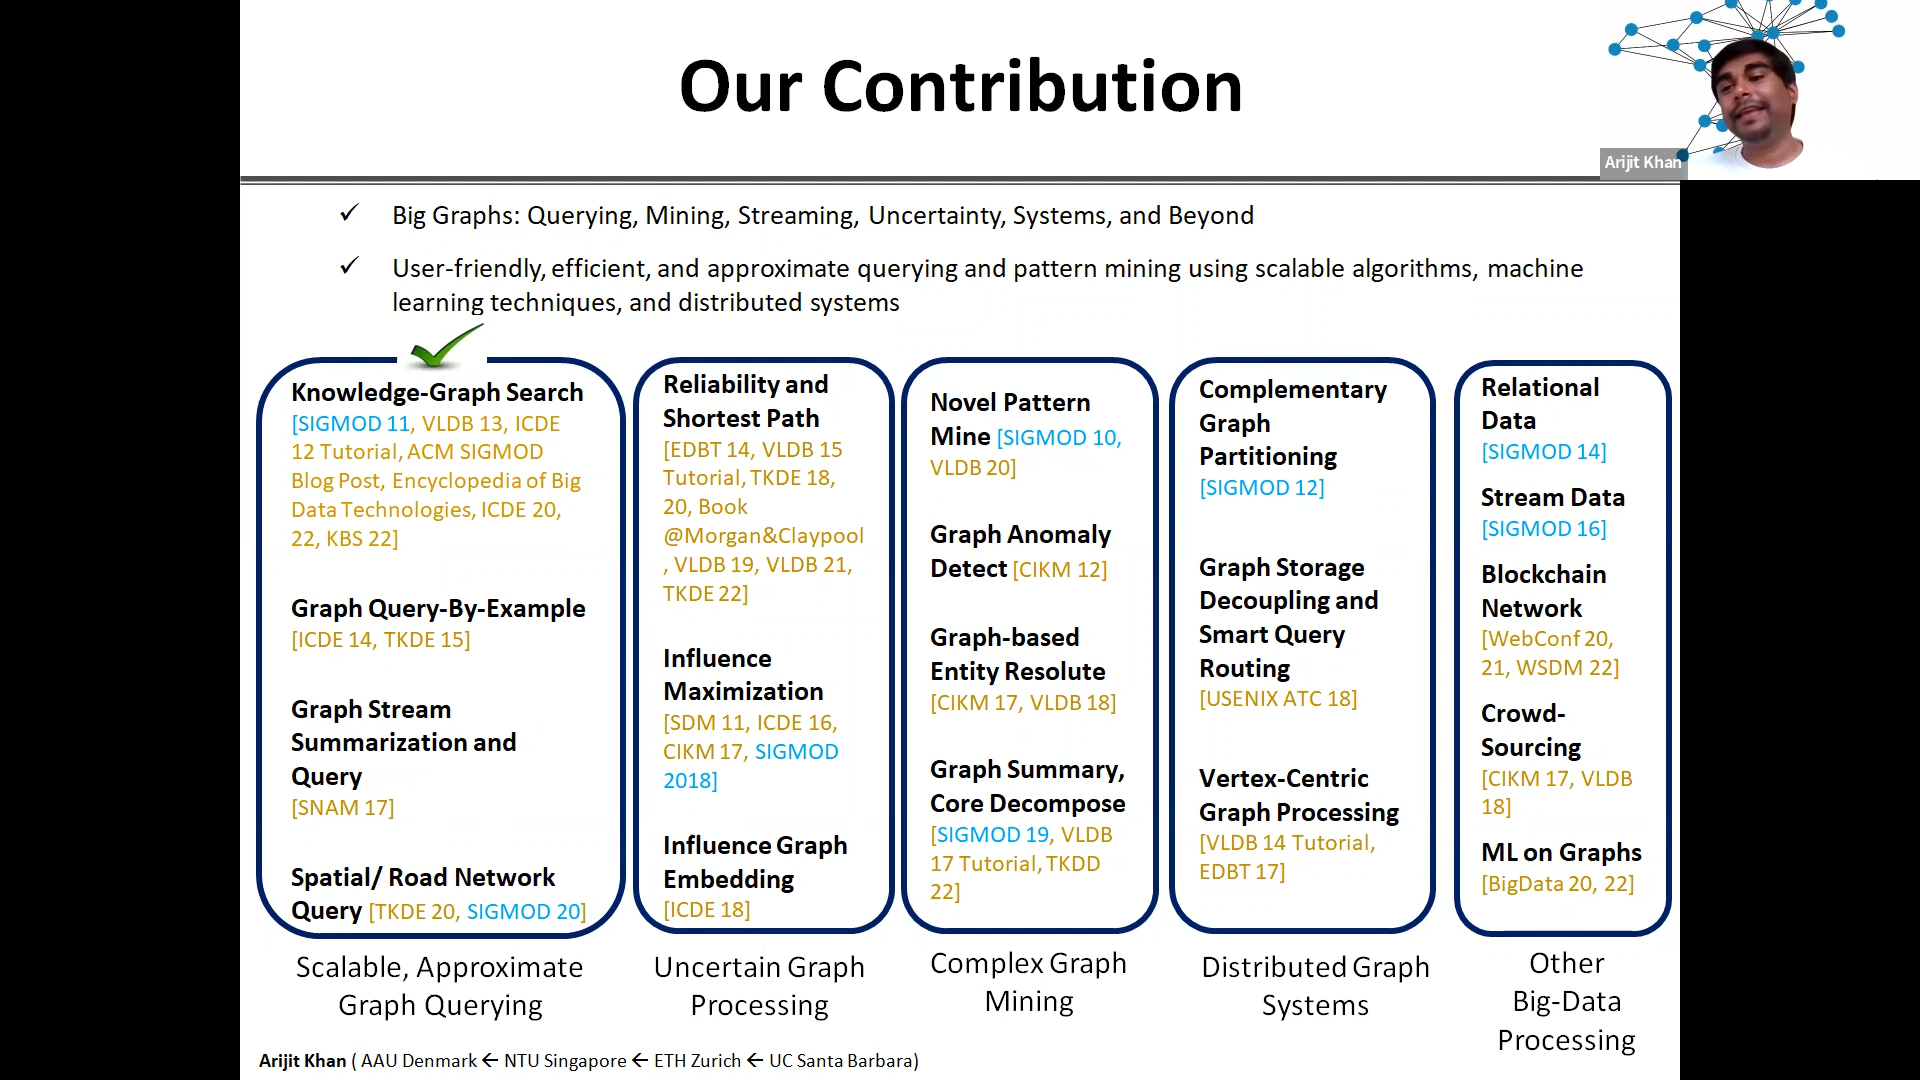 Our Contribution
Arijit Khan
✓ Big Graphs: Querying, Mining, Streaming, Uncertainty, Systems, and Beyond
✓ User-friendly, efficient, and approximate querying and pattern mining using scalable algorithms, machine
learning techniques, and distributed systems
Knowledge-Graph Search
[SIGMOD 11, VLDB 13, ICDE
12 Tutorial, ACM SIGMOD
Blog Post, Encyclopedia of Big
Data Technologies, ICDE 20,
22, KBS 22]
Graph Query-By-Example
[ICDE 14, TKDE 15]
Graph Stream
Summarization and
Query
[SNAM 17]
Spatial/ Road Network
Query [TKDE 20, SIGMOD 20]
Scalable, Approximate
Graph Querying
Reliability and
Shortest Path
[EDBT 14, VLDB 15
Tutorial, TKDE 18,
20, Book
@Morgan&Claypool
, VLDB 19, VLDB 21,
TKDE 22]
Influence
Maximization
[SDM 11, ICDE 16,
CIKM 17, SIGMOD
2018]
Influence Graph
Embedding
[ICDE 18]
Uncertain Graph
Processing
Novel Pattern
Mine [SIGMOD 10,
VLDB 20]
Graph Anomaly
Detect [CIKM 12]
Graph-based
Entity Resolute
[CIKM 17, VLDB 18]
Graph Summary,
Core Decompose
[SIGMOD 19, VLDB
17 Tutorial, TKDD
22]
Complex Graph
Mining
Complementary
Graph
Partitioning
[SIGMOD 12]
Graph Storage
Decoupling and
Smart Query
Routing
[USENIX ATC 18]
Vertex-Centric
Graph Processing
[VLDB 14 Tutorial,
EDBT 17]
Distributed Graph
Systems
Relational
Data
[SIGMOD 14]
Stream Data
[SIGMOD 16]
Blockchain
Network
[WebConf 20,
21, WSDM 22]
Crowd-
Sourcing
[CIKM 17, VLDB
18]
ML on Graphs
[BigData 20, 22]
Other
Big-Data
Processing
Arijit Khan ( AAU Denmark ← NTU Singapore ← ETH Zurich ← UC Santa Barbara)